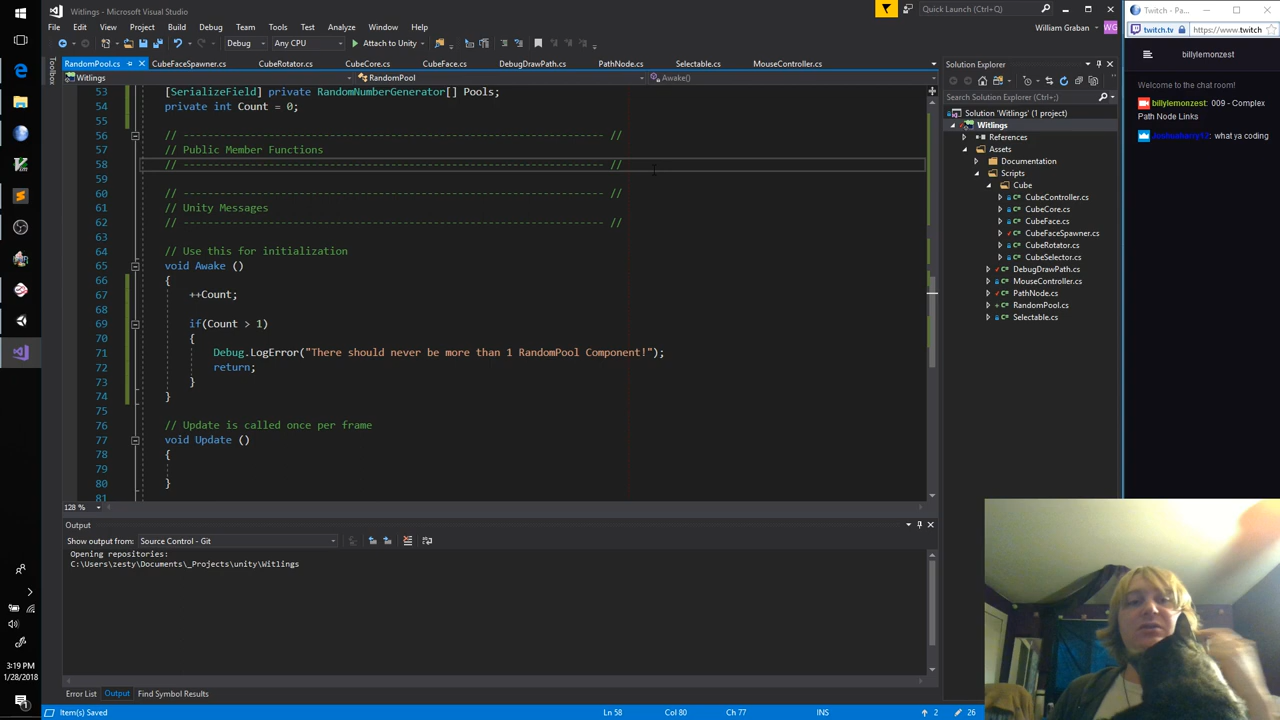 Witlings - Microsoft Visual Studio
Quick Launch (Ctrl+;)
File Edit View Project Build Debug Team Tools Test Analyze Window Help
William Graban WG
Debug Any CPU Attach to Unity
RandomPool.cs CubeFaceSpawner.cs CubeRotator.cs CubeCore.cs CubeFace.cs DebugDrawPath.cs PathNode.cs Selectable.cs MouseController.cs
Witlings RandomPool Awake()
Toolbox
53 [SerializeField] private RandomNumberGenerator[] Pools;
54 private int Count = 0;
55
56 // ---------------------------------------------------------------------- //
57 // Public Member Functions
58 // ---------------------------------------------------------------------- //
59
60 // ---------------------------------------------------------------------- //
61 // Unity Messages
62 // ---------------------------------------------------------------------- //
63
64 // Use this for initialization
65 void Awake ()
66 {
67 ++Count;
68
69 if(Count > 1)
70 {
71 Debug.LogError("There should never be more than 1 RandomPool Component!");
72 return;
73 }
74 }
75
76 // Update is called once per frame
77 void Update ()
78 {
79
80 }
81
128 %
Output
Show output from: Source Control - Git
Opening repositories:
C:\Users\zesty\Documents\_Projects\unity\Witlings
Error List Output Find Symbol Results
Item(s) Saved Ln 58 Col 80 Ch 77 INS 2 26
Solution Explorer
Search Solution Explorer (Ctrl+;)
Solution 'Witlings' (1 project)
Witlings
References
Assets
Documentation
Scripts
Cube
CubeController.cs
CubeCore.cs
CubeFace.cs
CubeFaceSpawner.cs
CubeRotator.cs
CubeSelector.cs
DebugDrawPath.cs
MouseController.cs
PathNode.cs
RandomPool.cs
Selectable.cs
Twitch - Pa...
twitch.tv https://www.twitch
billylemonzest
Welcome to the chat room!
billylemonzest: 009 - Complex
Path Node Links
what ya coding
3:19 PM
1/28/2018